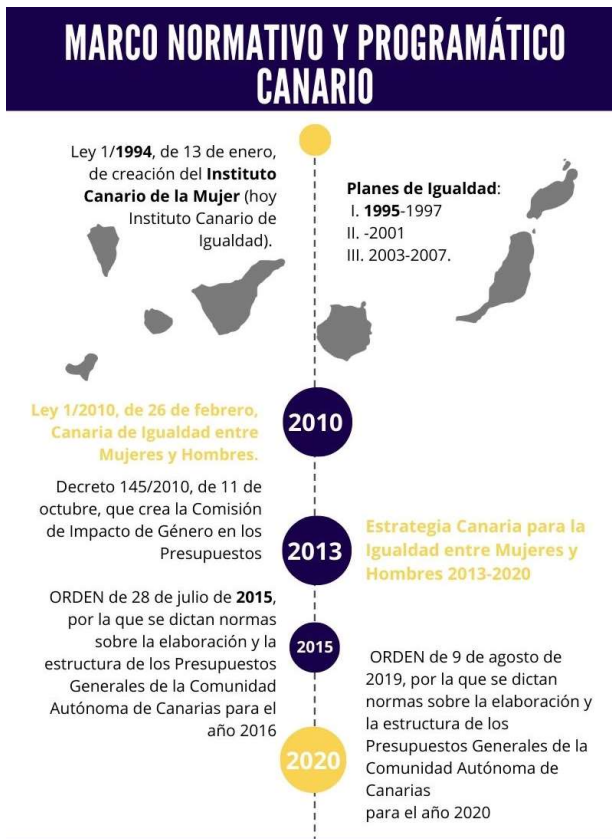 MARCO NORMATIVO Y PROGRAMÁTICO
CANARIO
Ley 1/1994, de 13 de enero,
de creación del Instituto
Canario de la Mujer (hoy
Instituto Canario de
Igualdad).
Planes de Igualdad:
I. 1995-1997
II. -2001
III. 2003-2007.
Ley 1/2010, de 26 de febrero,
Canaria de Igualdad entre
Mujeres y Hombres.
2010
Decreto 145/2010, de 11 de
octubre, que crea la Comisión
de Impacto de Género en los
Presupuestos
2013
Estrategia Canaria para la
Igualdad entre Mujeres y
Hombres 2013-2020
ORDEN de 28 de julio de 2015,
por la que se dictan normas
sobre la elaboración y la
estructura de los Presupuestos
Generales de la Comunidad
Autónoma de Canarias para el
año 2016
2015
ORDEN de 9 de agosto de
2019, por la que se dictan
normas sobre la elaboración y
la estructura de los
Presupuestos Generales de la
Comunidad Autónoma de
Canarias
para el año 2020
2020